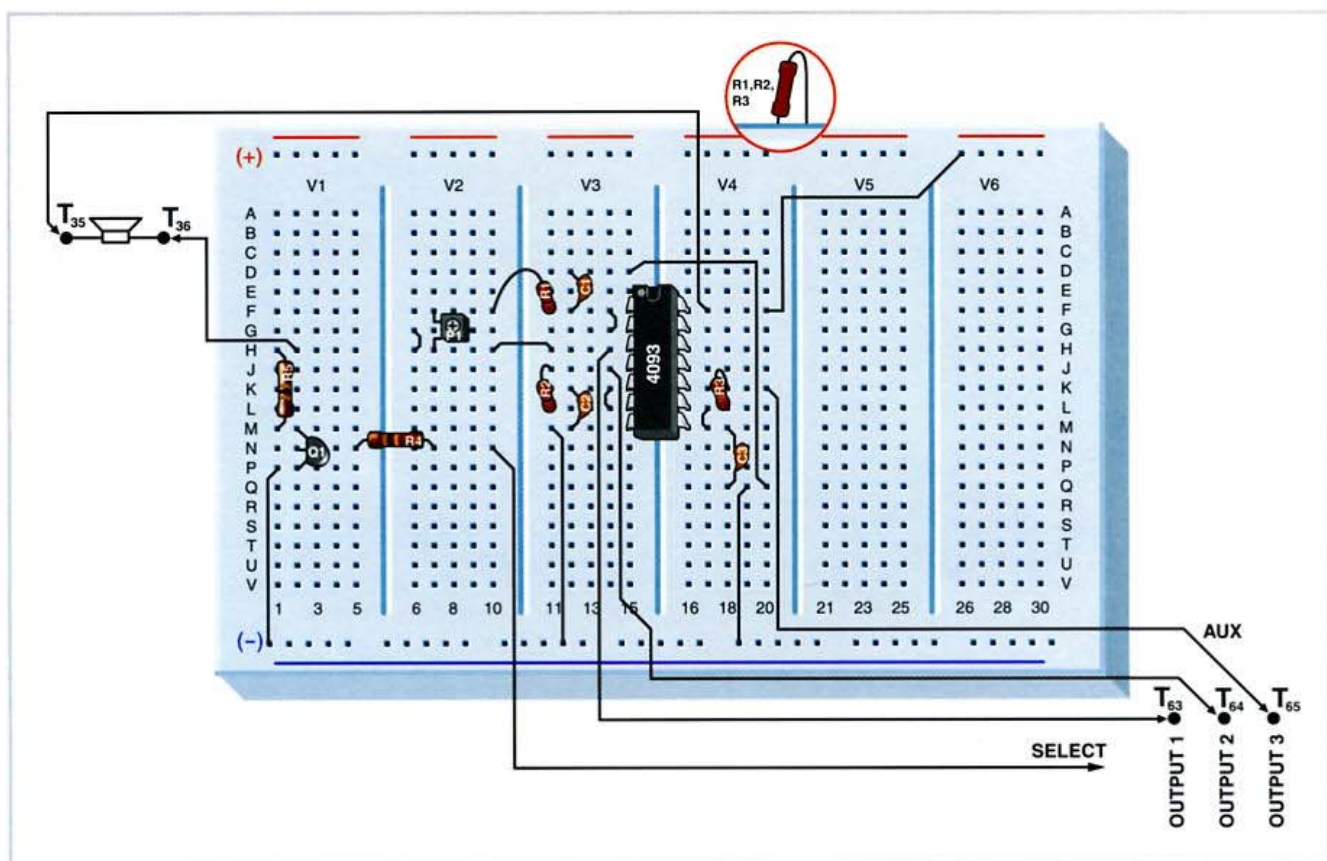 R1,R2,
R3
(+)
V1 V2 V3 V4 V5 V6
T35 T36
A A
B B
C C
D D
E E
F F
G G
H H
J J
K K
L L
M M
N N
P P
Q Q
R R
S S
T T
U U
V V
R1
C1
P1
4093
R5
R2
C2
R3
R4
Q1
C3
1 3 5 6 8 10 11 13 15 16 18 20 21 23 25 26 28 30
(-)
AUX
T63 T64 T65
SELECT
OUTPUT 1
OUTPUT 2
OUTPUT 3